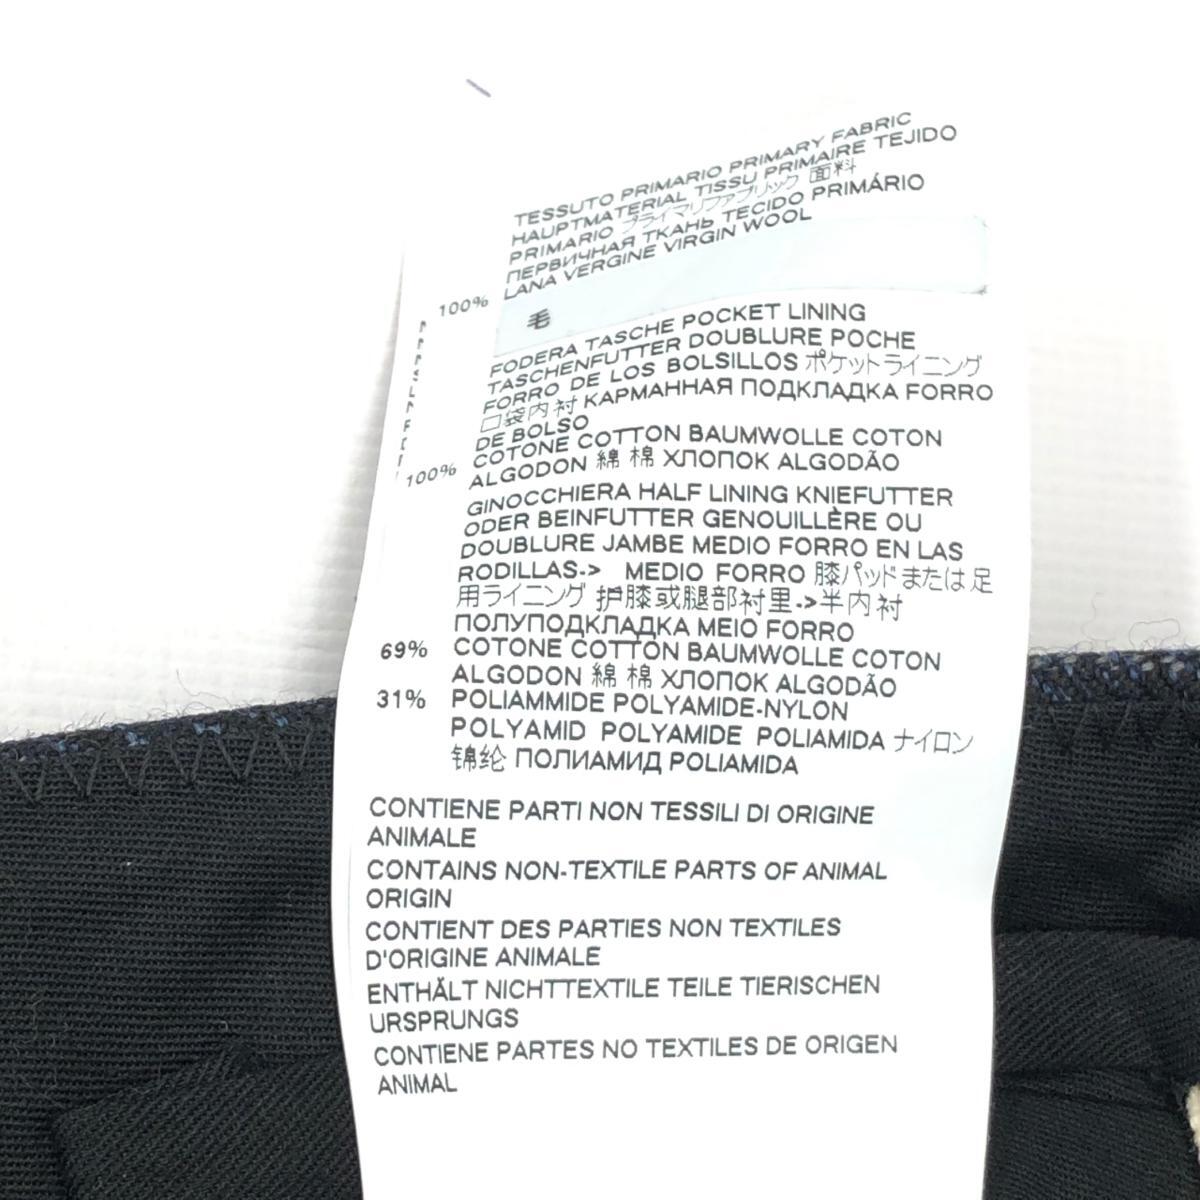 TESSUTO PRIMARIO PRIMARY FABRIC
HAUPTMATERIAL TISSU PRIMAIRE TEJIDO
PRIMARIO プライマリファブリック 面料
ПЕРВИЧНАЯ ТКАНЬ TECIDO PRIMÁRIO
100% LANA VERGINE VIRGIN WOOL
毛
FODERA TASCHE POCKET LINING
TASCHENFUTTER DOUBLURE POCHE
FORRO DE LOS BOLSILLOS ポケットライニング
口袋内衬 КАРМАННАЯ ПОДКЛАДКА FORRO
DE BOLSO
100% COTONE COTTON BAUMWOLLE COTON
ALGODON 綿 棉 ХЛОПОК ALGODÃO
GINOCCHIERA HALF LINING KNIEFUTTER
ODER BEINFUTTER GENOUILLÈRE OU
DOUBLURE JAMBE MEDIO FORRO EN LAS
RODILLAS-> MEDIO FORRO 膝パッドまたは足
用ライニング 护膝或腿部衬里->半内衬
ПОЛУПОДКЛАДКА MEIO FORRO
69% COTONE COTTON BAUMWOLLE COTON
ALGODON 綿 棉 ХЛОПОК ALGODÃO
31% POLIAMMIDE POLYAMIDE-NYLON
POLYAMID POLYAMIDE POLIAMIDA ナイロン
锦纶 ПОЛИАМИД POLIAMIDA
CONTIENE PARTI NON TESSILI DI ORIGINE
ANIMALE
CONTAINS NON-TEXTILE PARTS OF ANIMAL
ORIGIN
CONTIENT DES PARTIES NON TEXTILES
D'ORIGINE ANIMALE
ENTHÄLT NICHTTEXTILE TEILE TIERISCHEN
URSPRUNGS
CONTIENE PARTES NO TEXTILES DE ORIGEN
ANIMAL